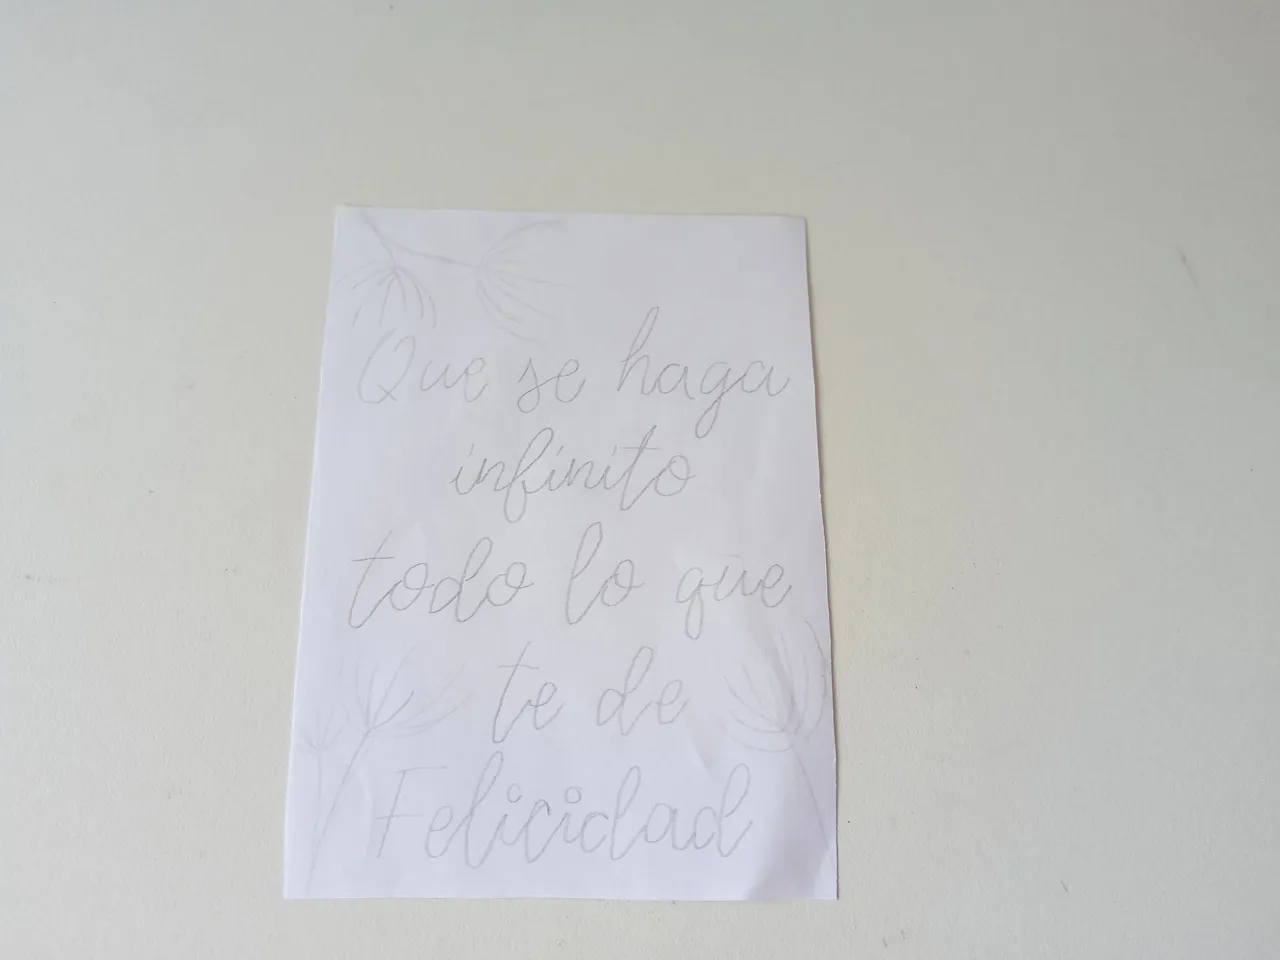 Que se haga
infinito
todo lo que
te de
Felicidad